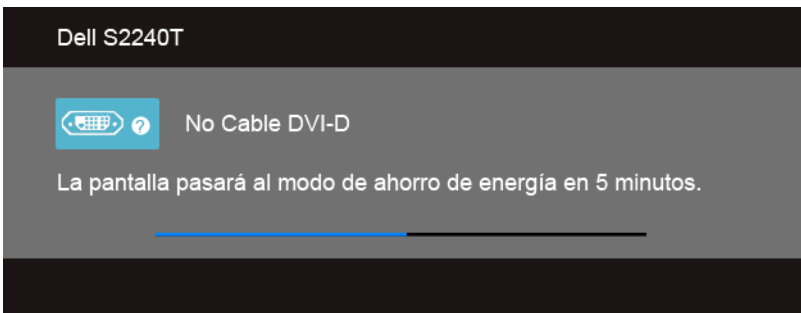 Dell S2240T
No Cable DVI-D
La pantalla pasará al modo de ahorro de energía en 5 minutos.